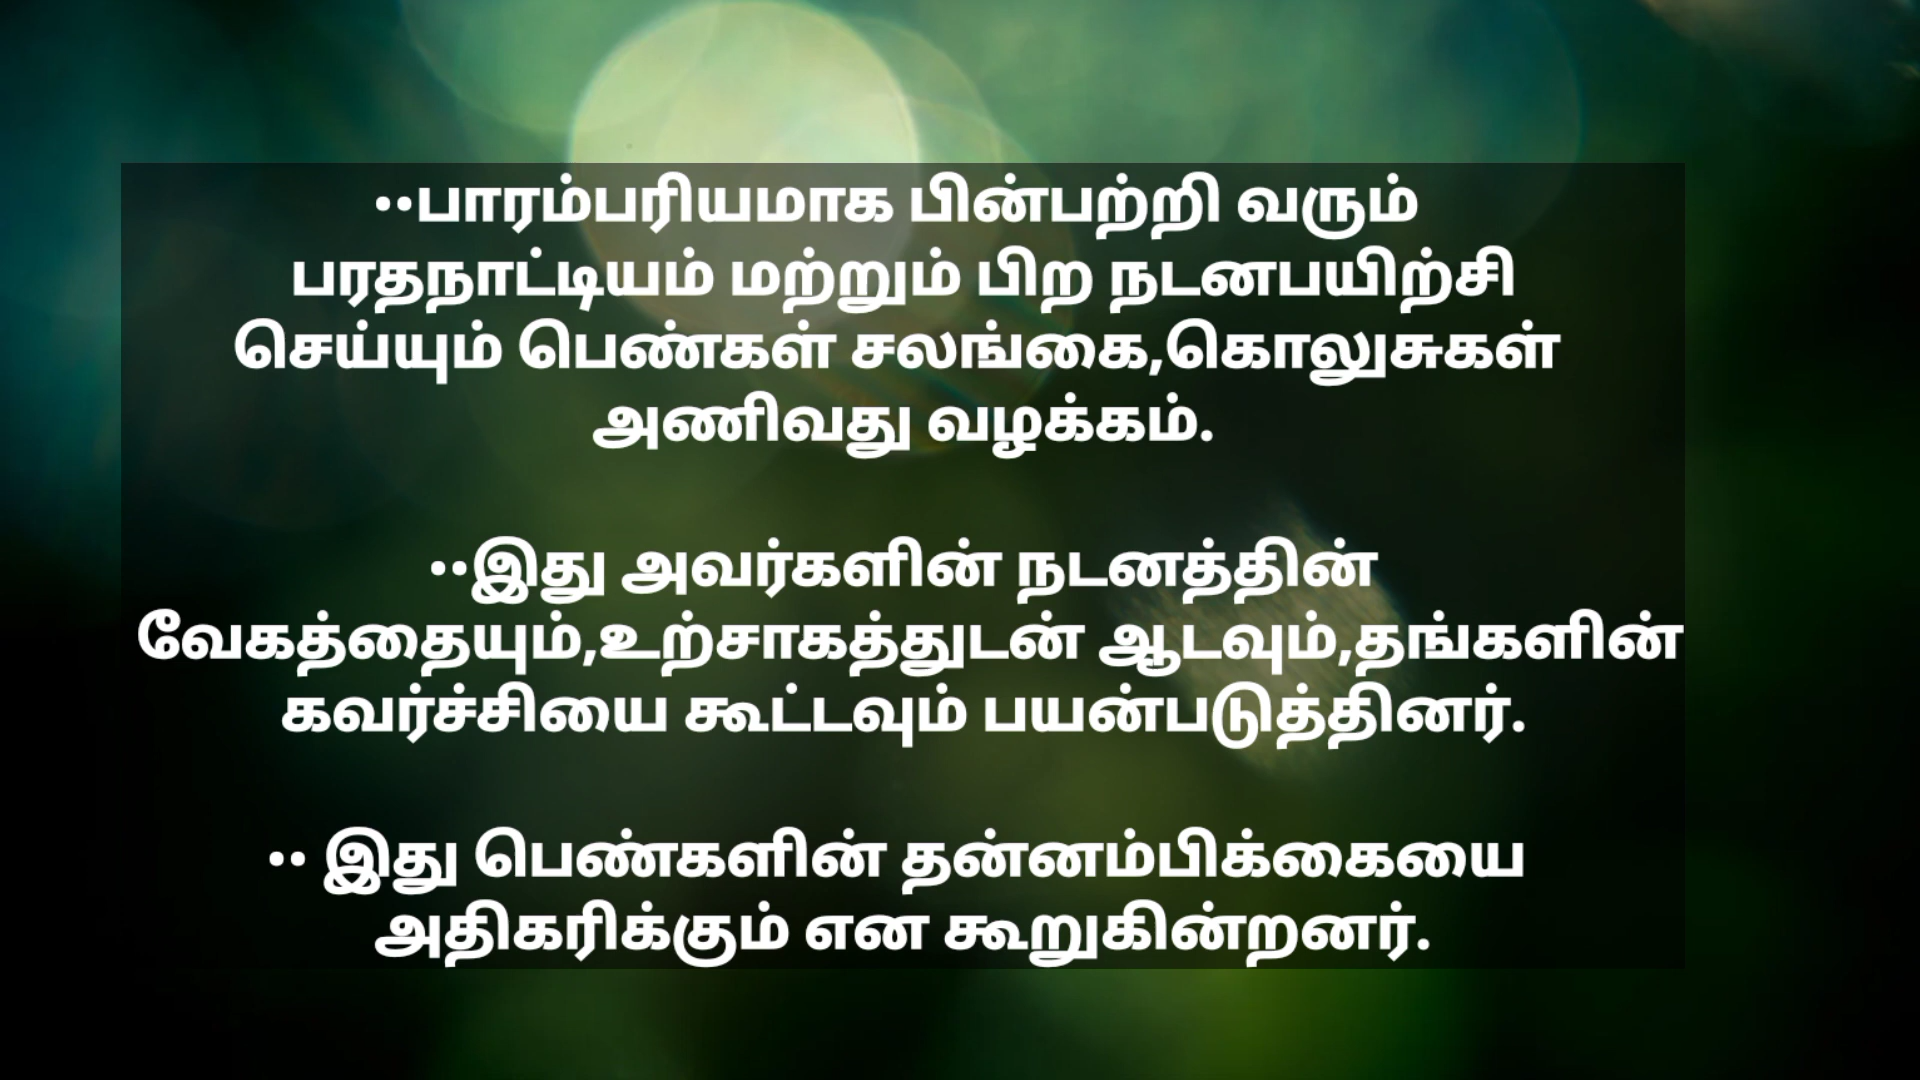 ••பாரம்பரியமாக பின்பற்றி வரும்
பரதநாட்டியம் மற்றும் பிற நடனபயிற்சி
செய்யும் பெண்கள் சலங்கை,கொலுசுகள்
அணிவது வழக்கம்.
••இது அவர்களின் நடனத்தின்
வேகத்தையும்,உற்சாகத்துடன் ஆடவும்,தங்களின்
கவர்ச்சியை கூட்டவும் பயன்படுத்தினர்.
•• இது பெண்களின் தன்னம்பிக்கையை
அதிகரிக்கும் என கூறுகின்றனர்.